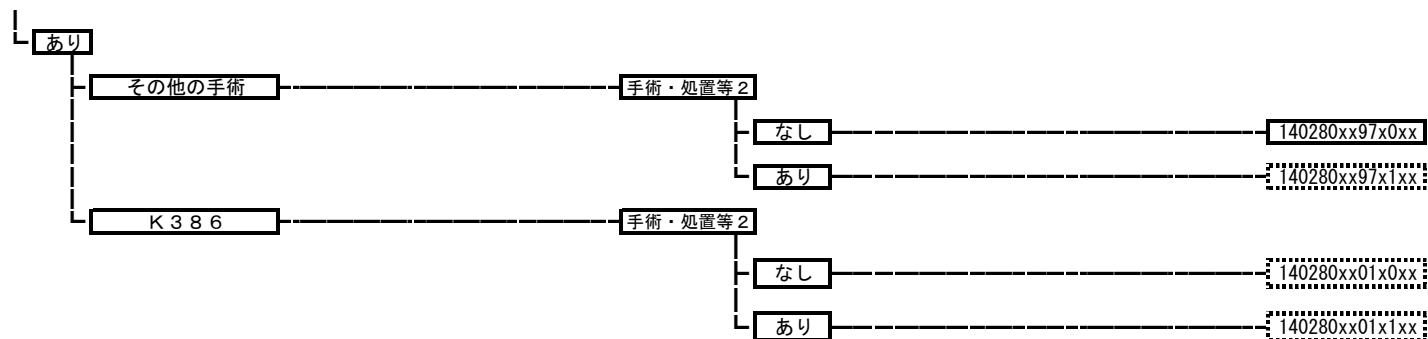 あり
その他の手術 手術・処置等２
なし 140280xx97x0xx
あり 140280xx97x1xx
Ｋ３８６ 手術・処置等２
なし 140280xx01x0xx
あり 140280xx01x1xx